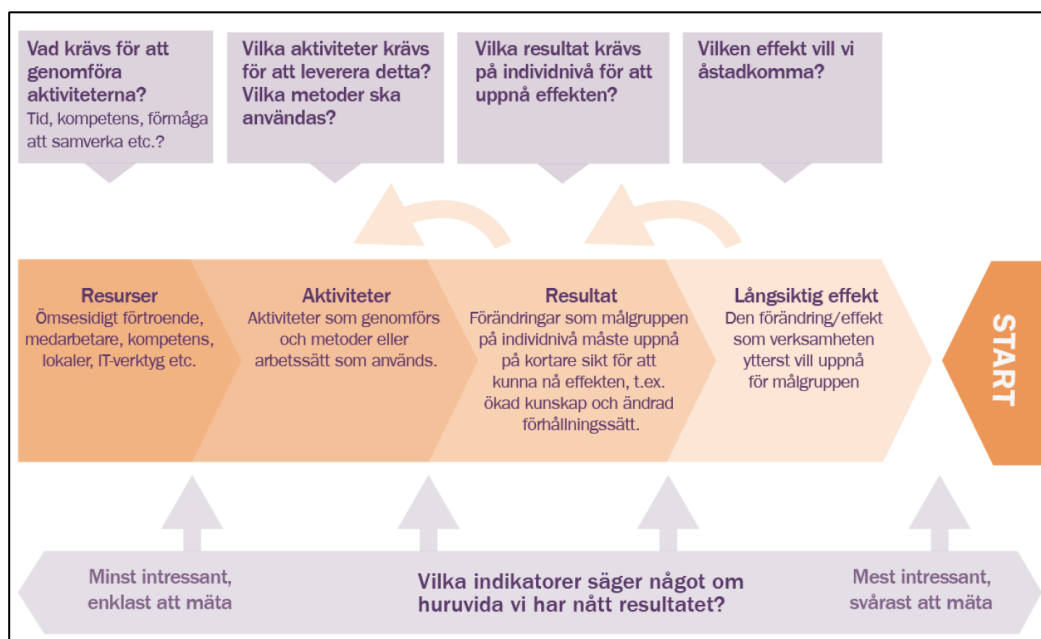 Vad krävs för att
genomföra
aktiviteterna?
Tid, kompetens, förmåga
att samverka etc.?
Vilka aktiviteter krävs
för att leverera detta?
Vilka metoder ska
användas?
Vilka resultat krävs
på individnivå för att
uppnå effekten?
Vilken effekt vill vi
åstadkomma?
Resurser
Ömsesidigt förtroende,
medarbetare, kompetens,
lokaler, IT-verktyg etc.
Aktiviteter
Aktiviteter som genomförs
och metoder eller
arbetssätt som används.
Resultat
Förändringar som målgruppen
på individnivå måste uppnå
på kortare sikt för att
kunna nå effekten, t.ex.
ökad kunskap och ändrad
förhållningssätt.
Långsiktig effekt
Den förändring/effekt
som verksamheten
ytterst vill uppnå
för målgruppen
START
Minst intressant,
enklast att mäta
Vilka indikatorer säger något om
huruvida vi har nått resultatet?
Mest intressant,
svårast att mäta